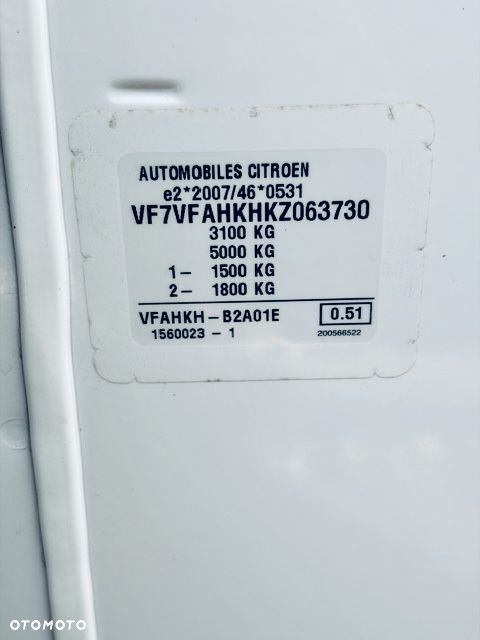 AUTOMOBILES CITROEN
e2*2007/46*0531
VF7VFAHKHKZ063730
3100 KG
5000 KG
1- 1500 KG
2- 1800 KG
VFAHKH-B2A01E 0.51
1560023 - 1 200566522
OTOMOTO